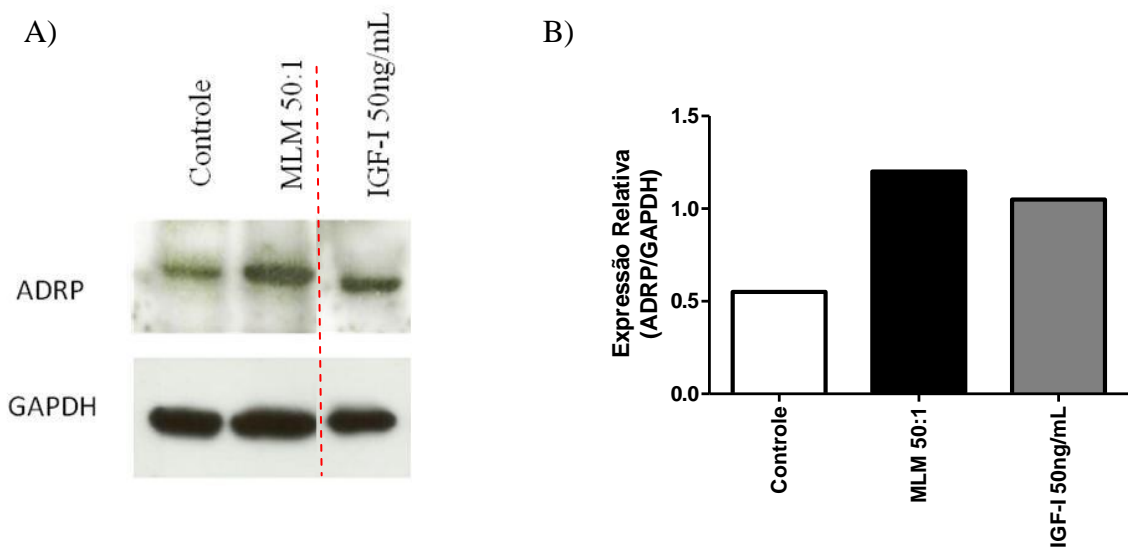 A)
Controle
MLM 50:1
IGF-I 50ng/mL
ADRP
GAPDH
B)
Expressão Relativa
(ADRP/GAPDH)
1.5
1.0
0.5
0.0
Controle
MLM 50:1
IGF-I 50ng/mL